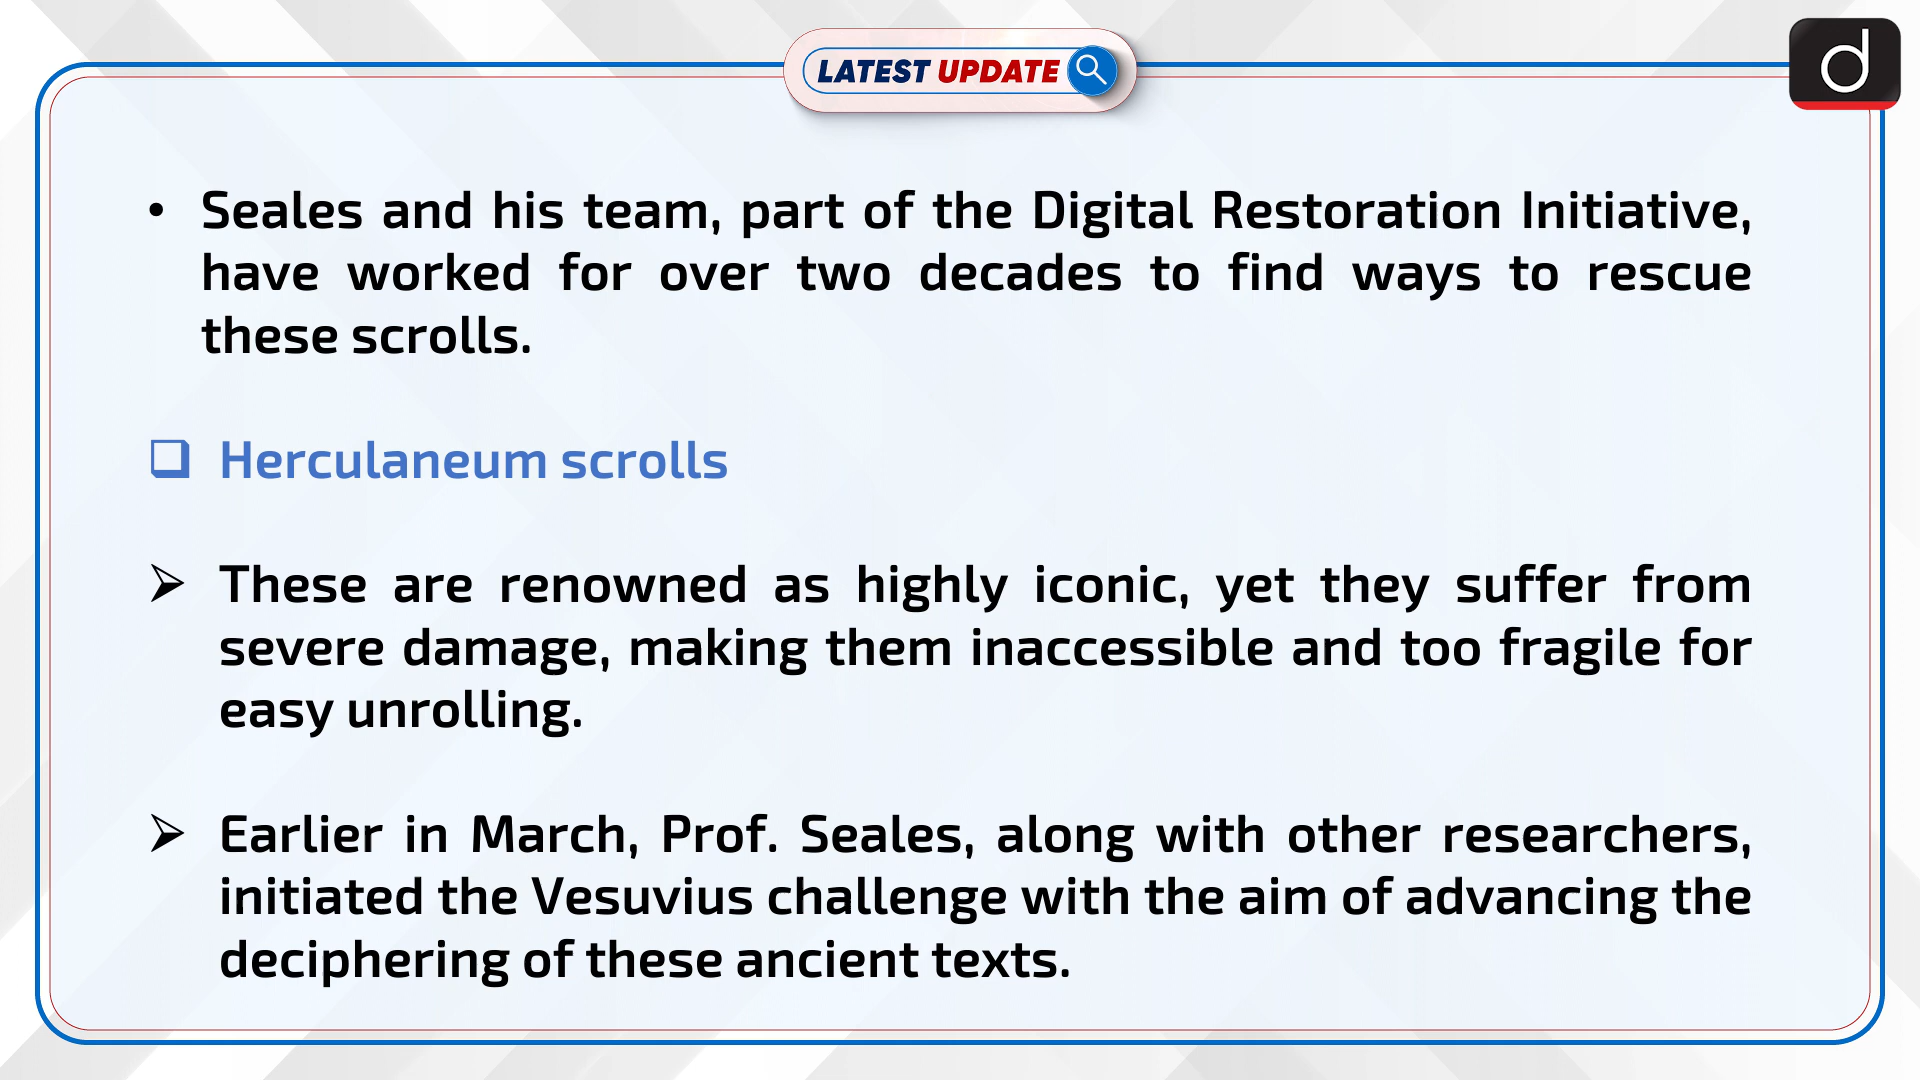 LATEST UPDATE
d
• Seales and his team, part of the Digital Restoration Initiative,
have worked for over two decades to find ways to rescue
these scrolls.
❑ Herculaneum scrolls
➢ These are renowned as highly iconic, yet they suffer from
severe damage, making them inaccessible and too fragile for
easy unrolling.
➢ Earlier in March, Prof. Seales, along with other researchers,
initiated the Vesuvius challenge with the aim of advancing the
deciphering of these ancient texts.